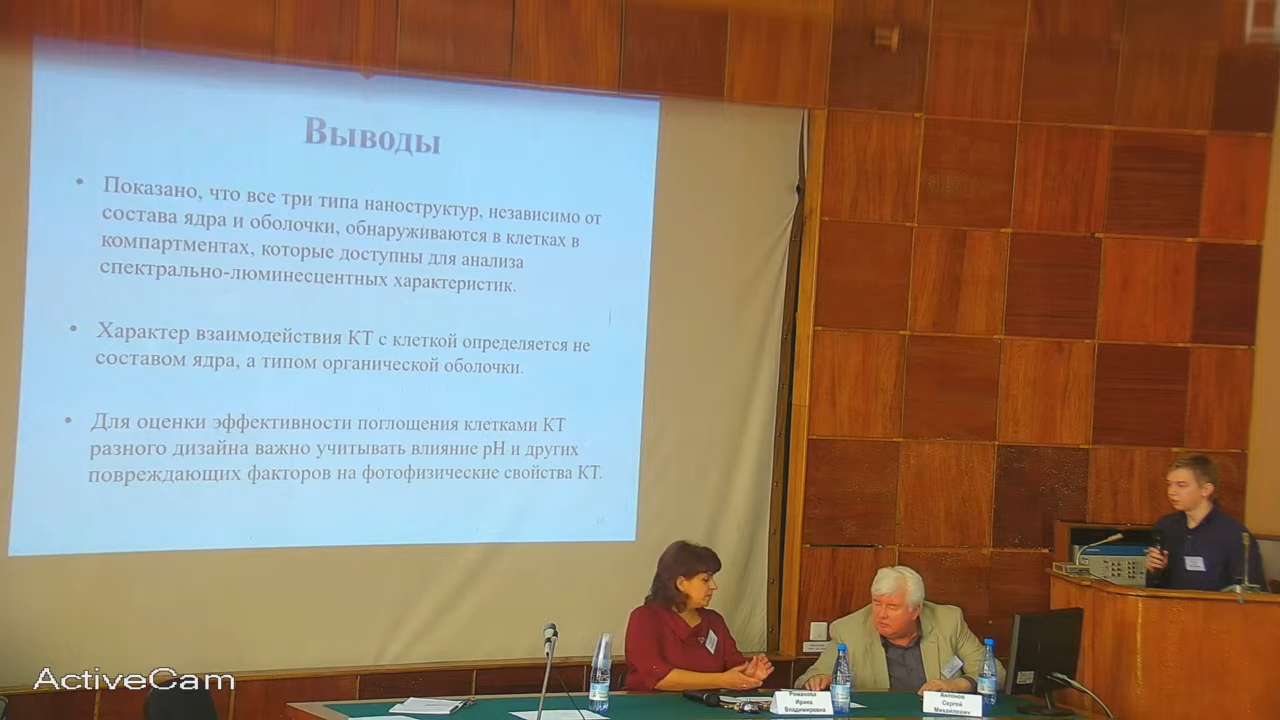 Выводы
• Показано, что все три типа наноструктур, независимо от
состава ядра и оболочки, обнаруживаются в клетках в
компартментах, которые доступны для анализа
спектрально-люминесцентных характеристик.
• Характер взаимодействия КТ с клеткой определяется не
составом ядра, а типом органической оболочки.
• Для оценки эффективности поглощения клетками КТ
разного дизайна важно учитывать влияние pH и других
повреждающих факторов на фотофизические свойства КТ.
Романова
Ирина
Владимировна
Антонов
Сергей
Михайлович
ActiveCam